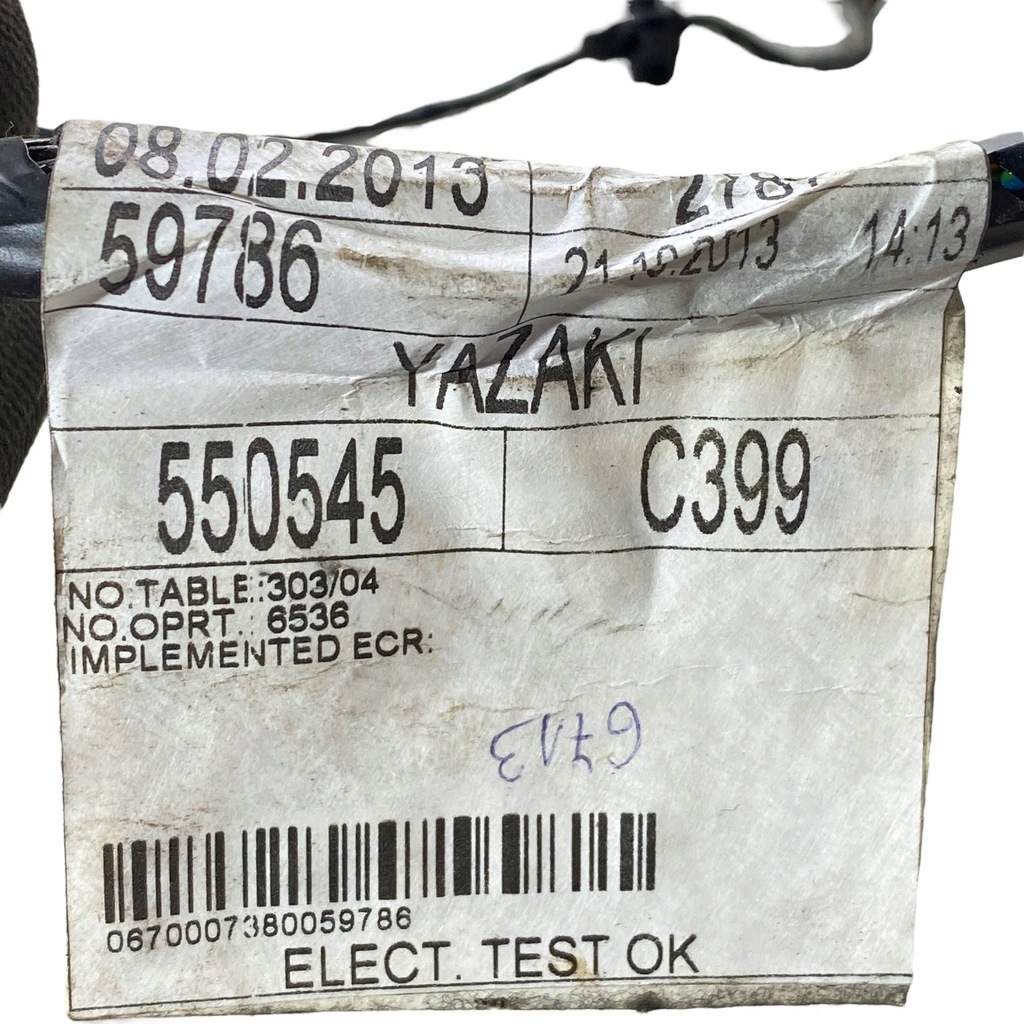 08.02.2013
59786
21.10.2013 14:13
YAZAKI
550545 C399
NO.TABLE.:303/04
NO.OPRT.: 6536
IMPLEMENTED ECR:
6713
0670007380059786
ELECT. TEST OK